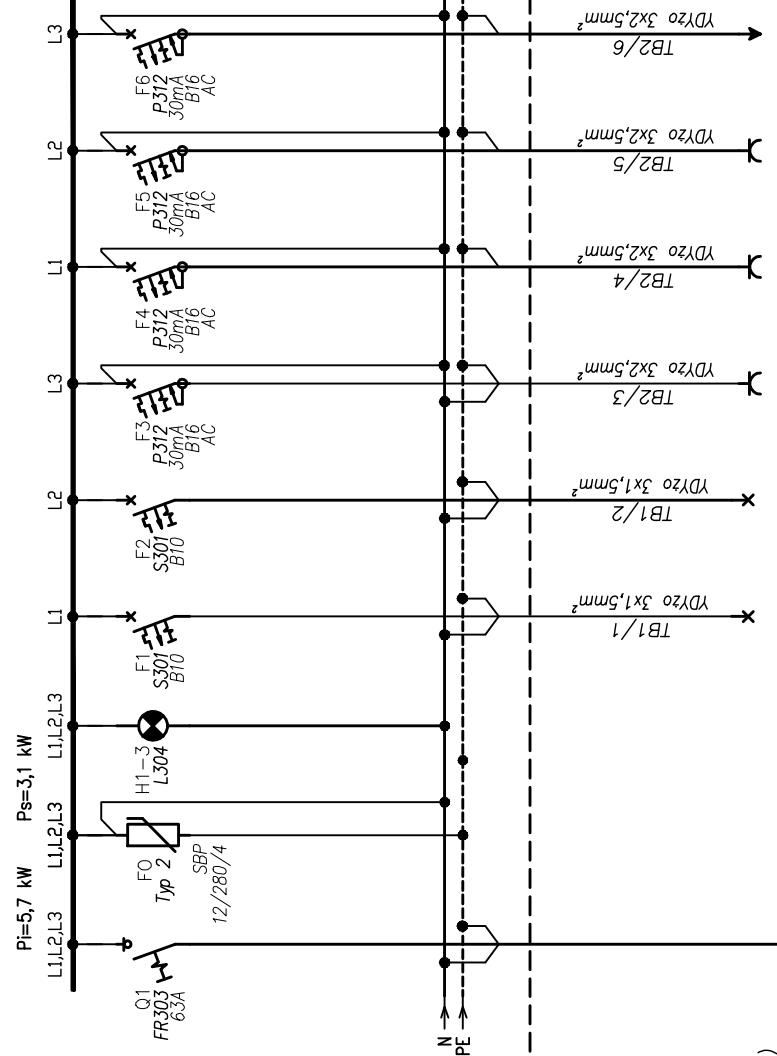 L3
F6
P312
30mA
B16
AC
YDYżo 3x2,5mm²
TB2/6
L2
F5
P312
30mA
B16
AC
YDYżo 3x2,5mm²
TB2/5
L1
F4
P312
30mA
B16
AC
YDYżo 3x2,5mm²
TB2/4
L3
F3
P312
30mA
B16
AC
YDYżo 3x2,5mm²
TB2/3
L2
F2
S301
B10
YDYżo 3x1,5mm²
TB1/2
L1
F1
S301
B10
YDYżo 3x1,5mm²
TB1/1
L1,L2,L3
H1-3
L304
Pi=5,7 kW Ps=3,1 kW
L1,L2,L3
FO
Typ 2
SBP
12/280/4
L1,L2,L3
Q1
FR303
63A
N
PE
)